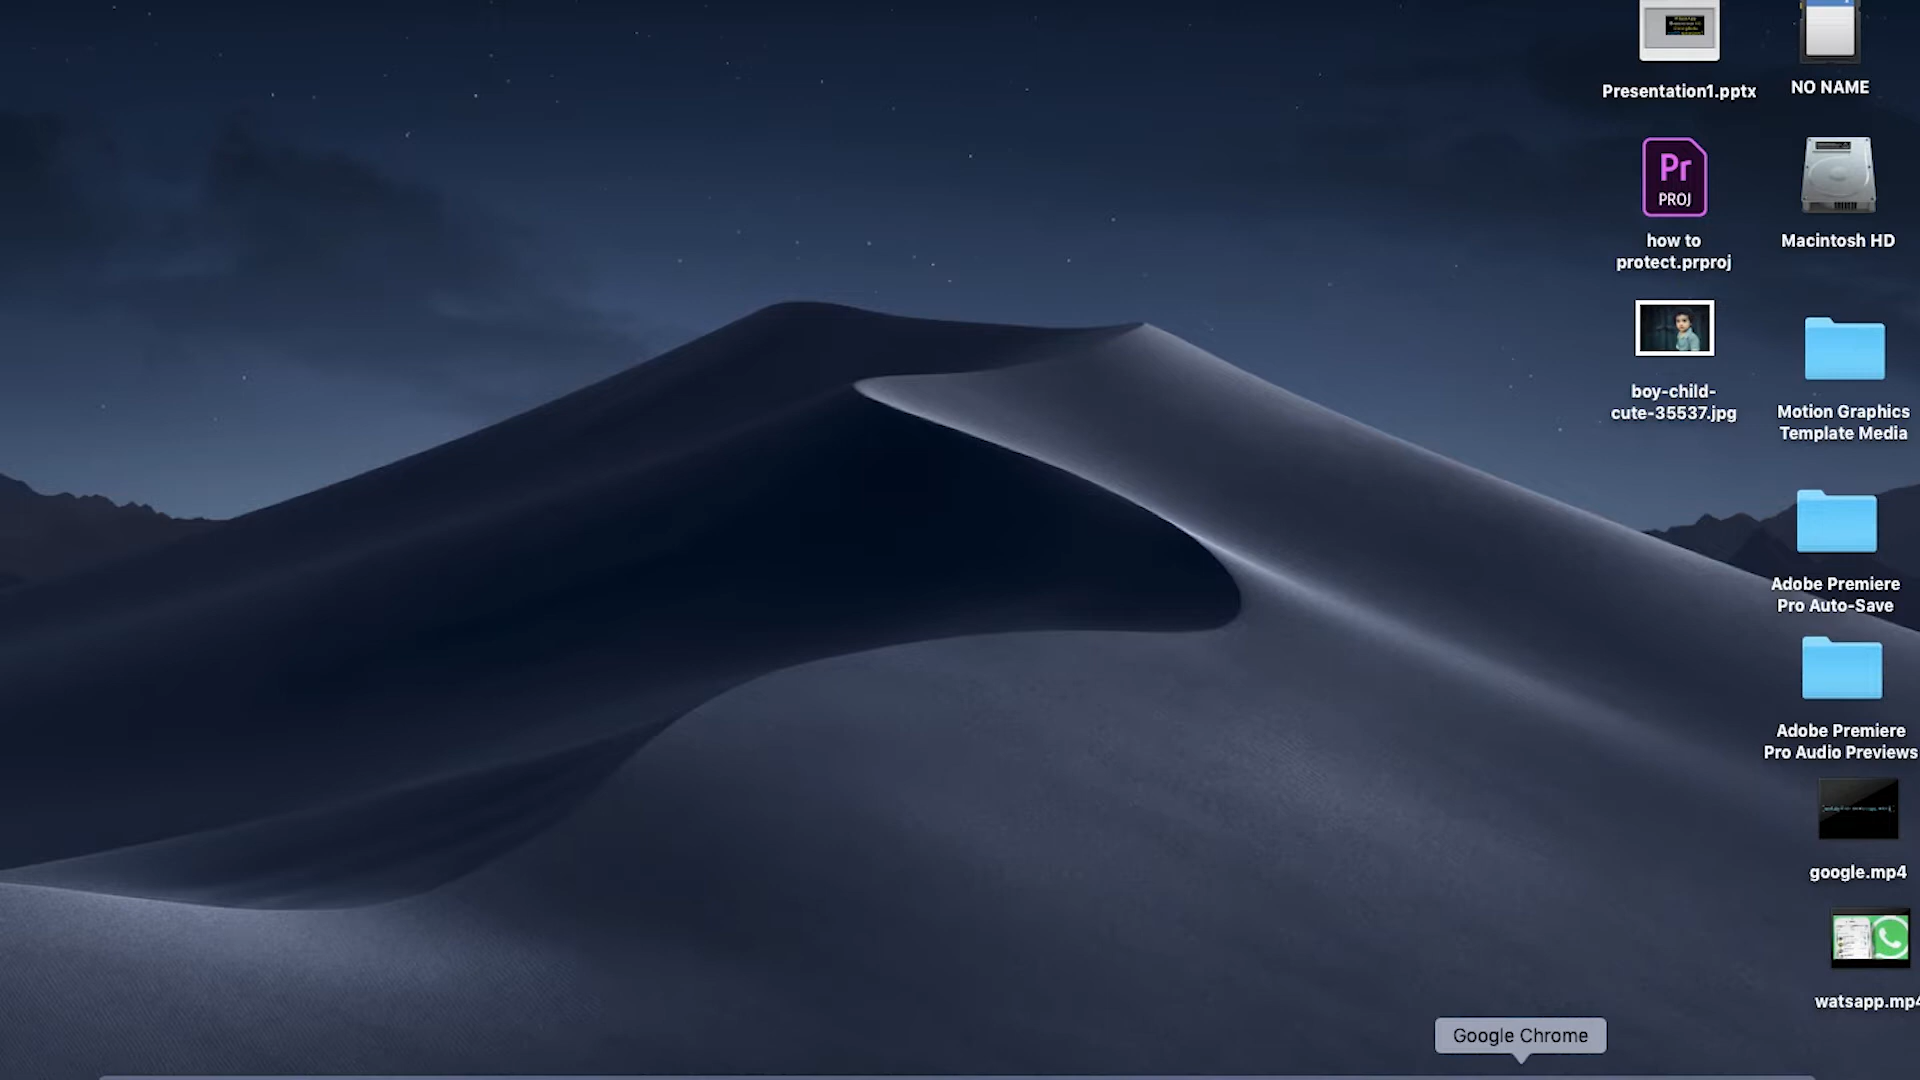 Presentation1.pptx
NO NAME
Pr
PROJ
how to
protect.prproj
Macintosh HD
boy-child-
cute-35537.jpg
Motion Graphics
Template Media
Adobe Premiere
Pro Auto-Save
Adobe Premiere
Pro Audio Previews
google.mp4
watsapp.mp4
Google Chrome